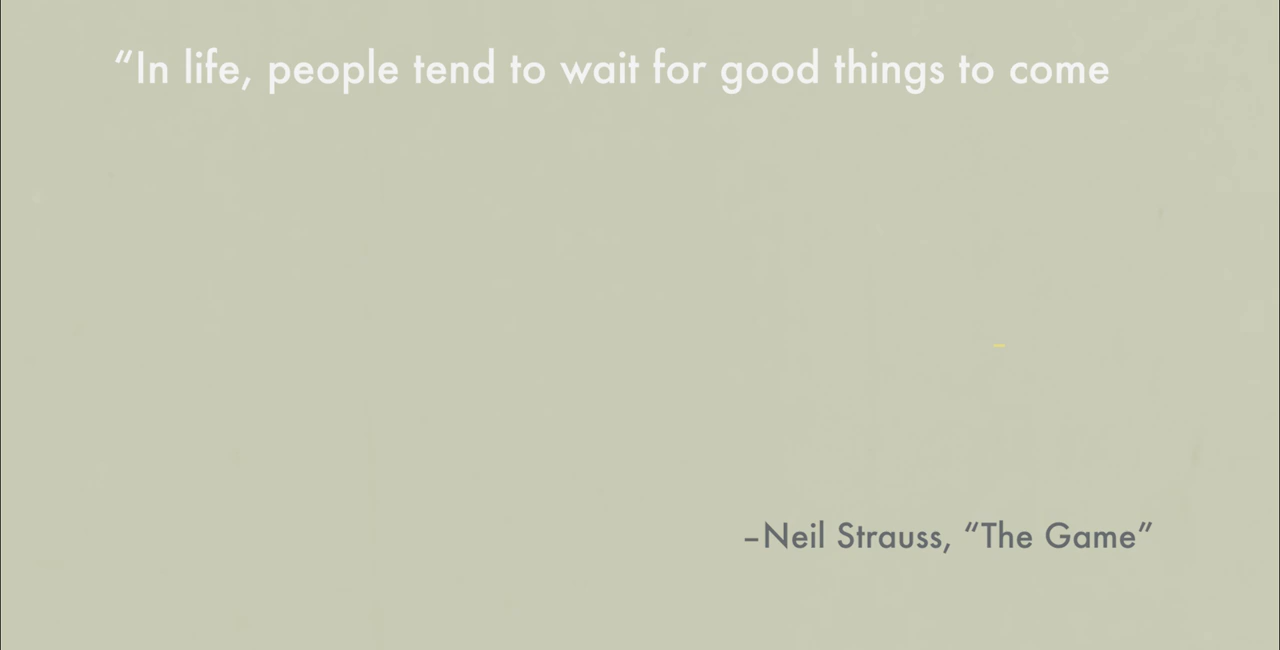 “In life, people tend to wait for good things to come
–Neil Strauss, “The Game”